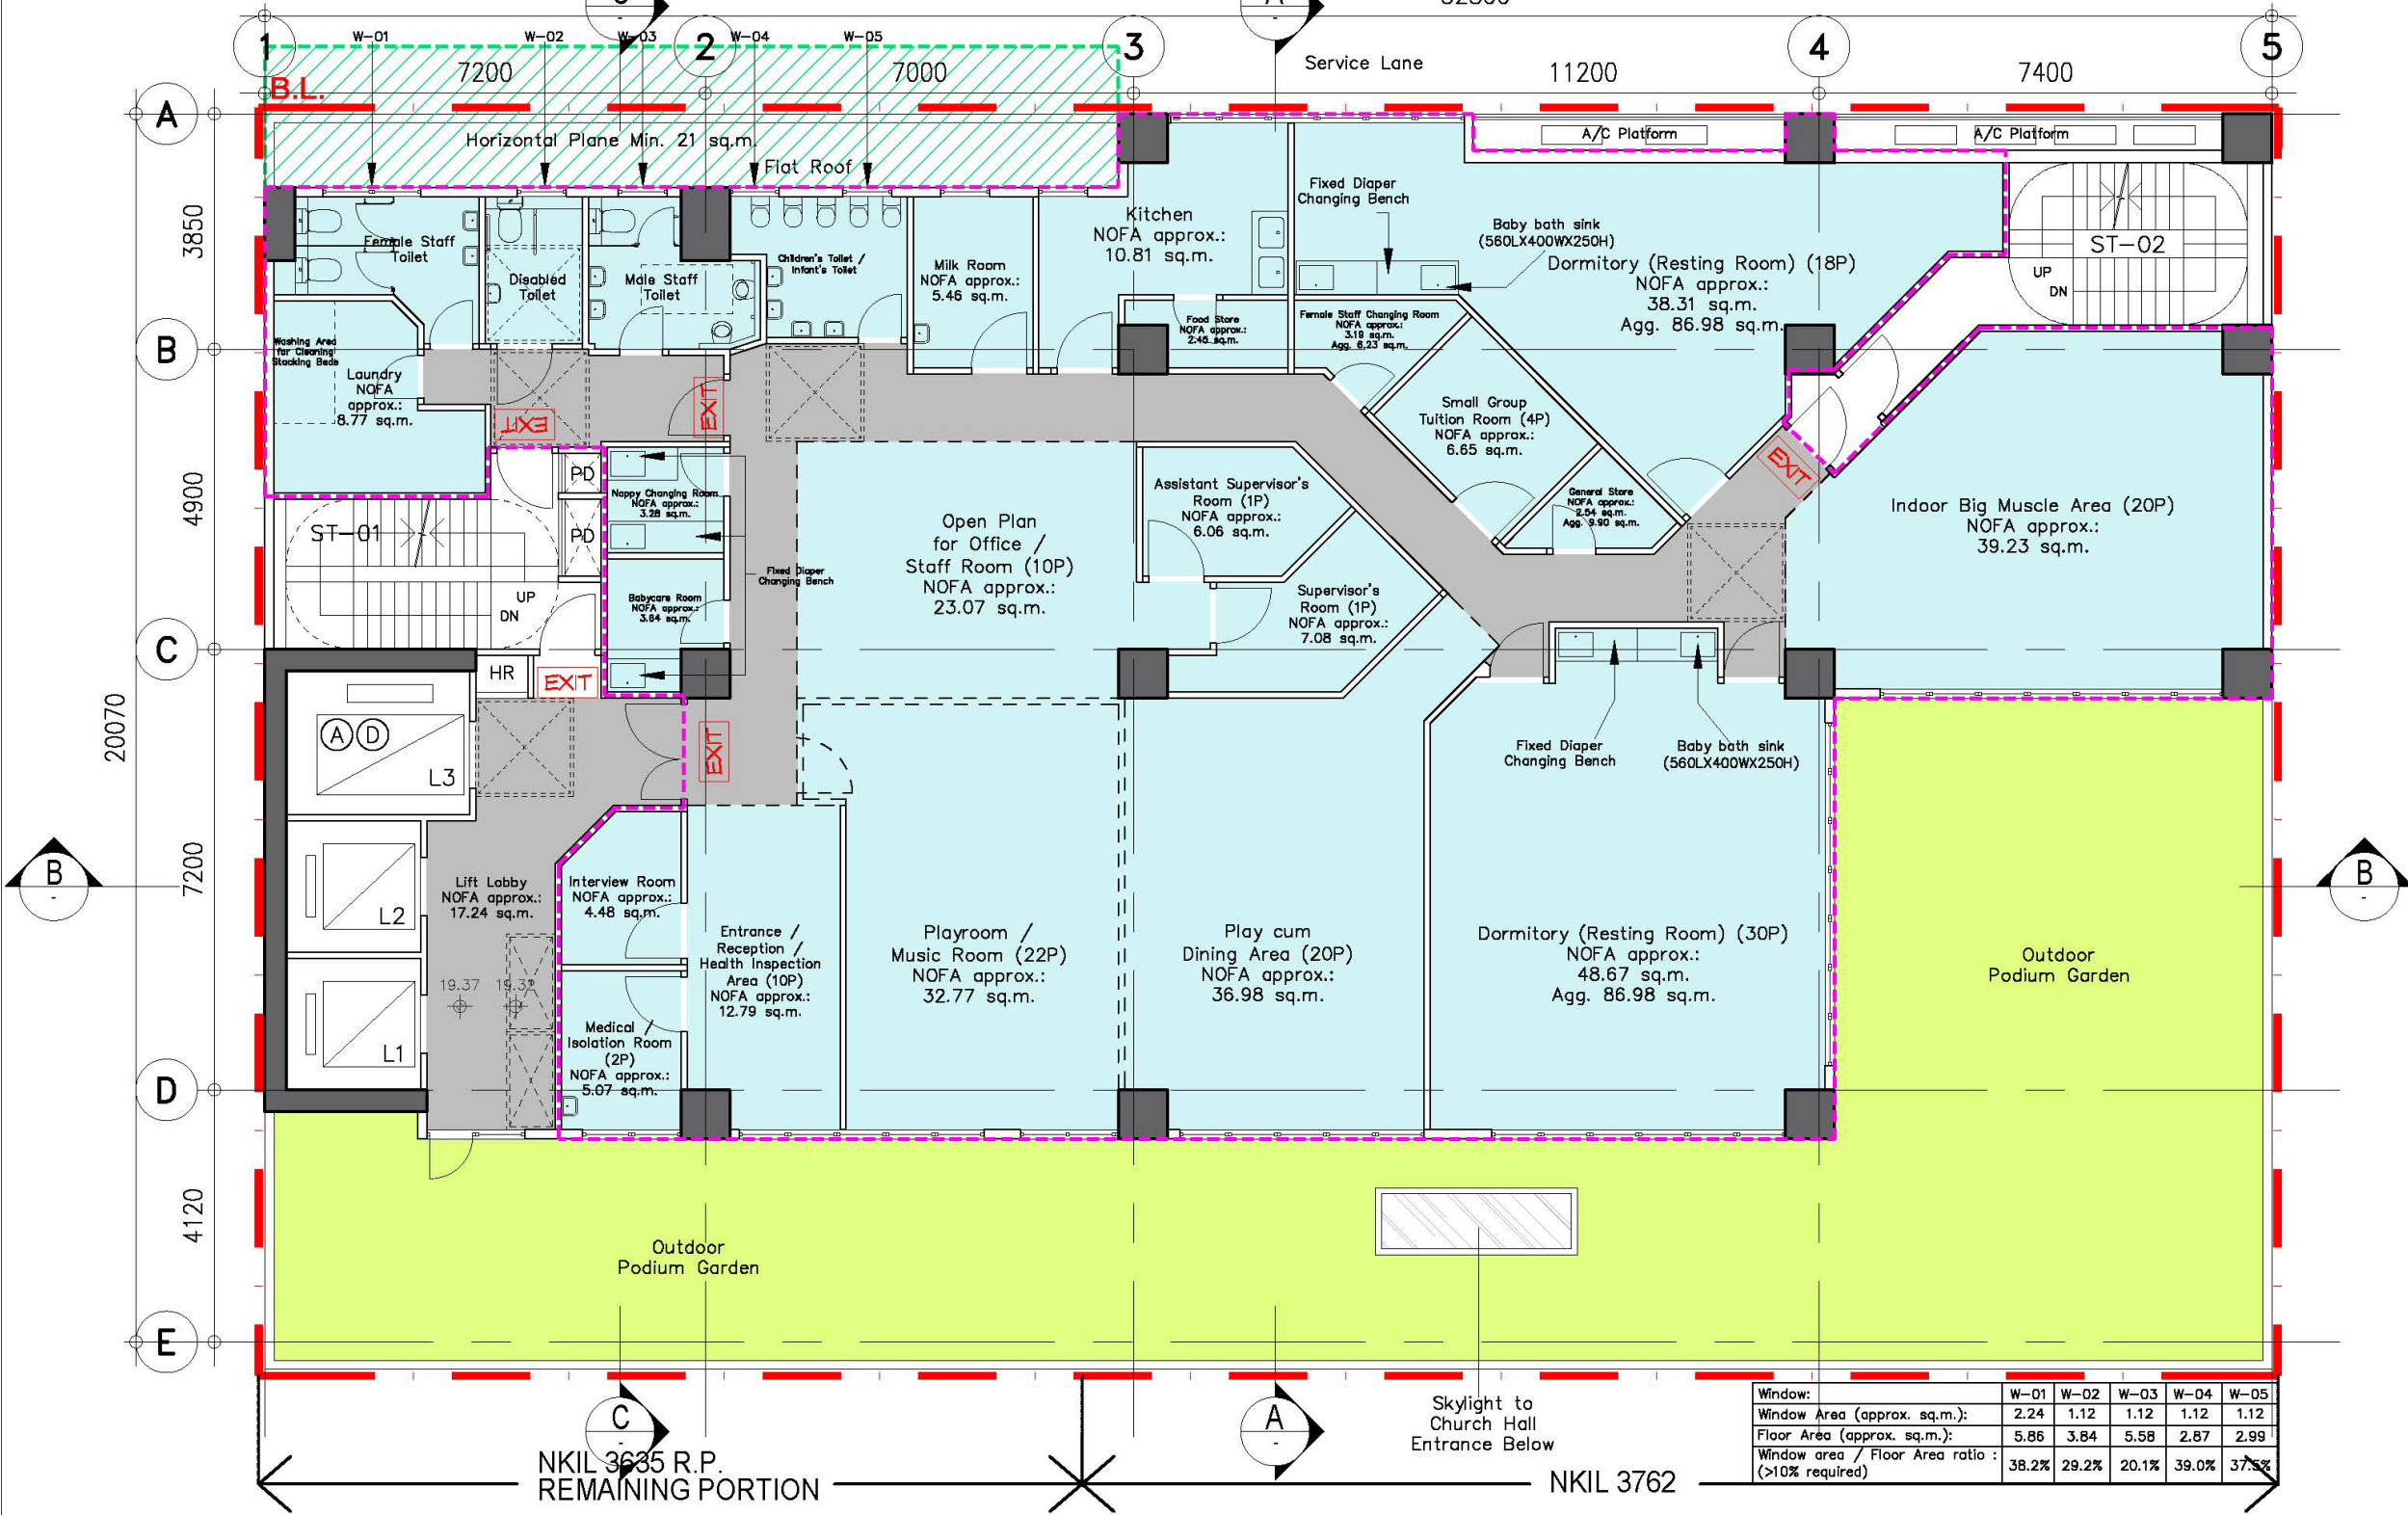 1
2
3
4
5
W-01
W-02
W-03
W-04
W-05
7200
7000
11200
7400
Service Lane
B.L.
A
B
C
D
E
3850
4900
20070
7200
4120
Horizontal Plane Min. 21 sq.m.
Flat Roof
A/C Platform
A/C Platform
Female Staff
Toilet
Disabled
Toilet
Male Staff
Toilet
Children's Toilet /
Infant's Toilet
Milk Room
NOFA approx.:
5.46 sq.m.
Kitchen
NOFA approx.:
10.81 sq.m.
Fixed Diaper
Changing Bench
Baby bath sink
(560LX400WX250H)
Dormitory (Resting Room) (18P)
NOFA approx.:
38.31 sq.m.
Agg. 86.98 sq.m.
ST-02
UP
DN
Food Store
NOFA approx.:
2.45 sq.m.
Female Staff Changing Room
NOFA approx.:
3.19 sq.m.
Agg. 6.23 sq.m.
Washing Area
for Cleaning
Stacking Beds
Laundry
NOFA
approx.:
8.77 sq.m.
EXIT
EXIT
Small Group
Tuition Room (4P)
NOFA approx.:
6.65 sq.m.
EXIT
General Store
NOFA approx.:
2.54 sq.m.
Agg. 9.90 sq.m.
PD
PD
Nappy Changing Room
NOFA approx.:
3.28 sq.m.
Assistant Supervisor's
Room (1P)
NOFA approx.:
6.06 sq.m.
Indoor Big Muscle Area (20P)
NOFA approx.:
39.23 sq.m.
ST-01
UP
DN
Open Plan
for Office /
Staff Room (10P)
NOFA approx.:
23.07 sq.m.
Fixed Diaper
Changing Bench
Babycare Room
NOFA approx.:
3.64 sq.m.
Supervisor's
Room (1P)
NOFA approx.:
7.08 sq.m.
HR
EXIT
EXIT
A
D
L3
L2
L1
Fixed Diaper
Changing Bench
Baby bath sink
(560LX400WX250H)
B
-
B
-
Lift Lobby
NOFA approx.:
17.24 sq.m.
19.37
Interview Room
NOFA approx.:
4.48 sq.m.
Medical /
Isolation Room
(2P)
NOFA approx.:
5.07 sq.m.
Entrance /
Reception /
Health Inspection
Area (10P)
NOFA approx.:
12.79 sq.m.
Playroom /
Music Room (22P)
NOFA approx.:
32.77 sq.m.
Play cum
Dining Area (20P)
NOFA approx.:
36.98 sq.m.
Dormitory (Resting Room) (30P)
NOFA approx.:
48.67 sq.m.
Agg. 86.98 sq.m.
Outdoor
Podium Garden
Outdoor
Podium Garden
Skylight to
Church Hall
Entrance Below
C
-
A
-
NKIL 3635 R.P.
REMAINING PORTION
NKIL 3762
Window: W-01 W-02 W-03 W-04 W-05
Window Area (approx. sq.m.): 2.24 1.12 1.12 1.12 1.12
Floor Area (approx. sq.m.): 5.86 3.84 5.58 2.87 2.99
Window area / Floor Area ratio : 38.2% 29.2% 20.1% 39.0% 37.5%
(>10% required)